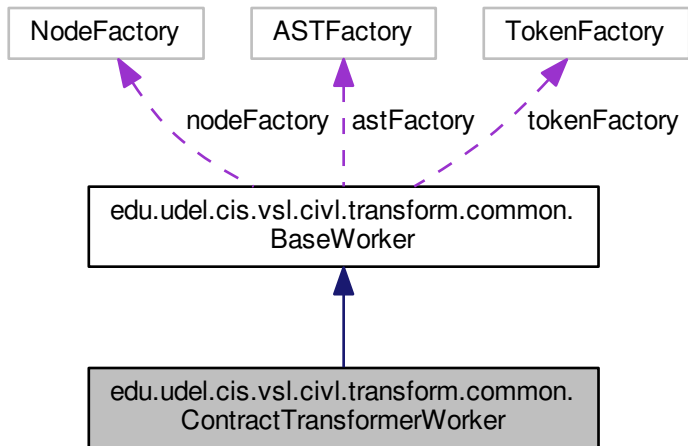 NodeFactory
ASTFactory
TokenFactory
nodeFactory
astFactory
tokenFactory
edu.udel.cis.vsl.civl.transform.common.
BaseWorker
edu.udel.cis.vsl.civl.transform.common.
ContractTransformerWorker